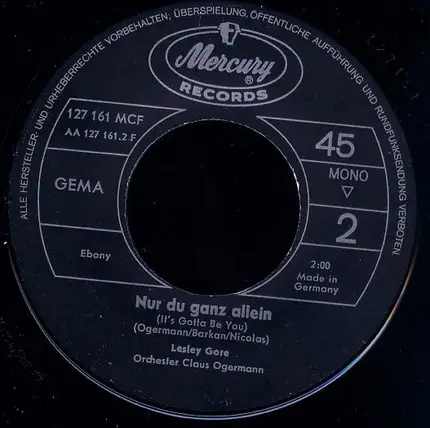 ALLE HERSTELLER- UND URHEBERRECHTE VORBEHALTEN, ÜBERSPIELUNG, ÖFFENTLICHE AUFFÜHRUNG UND RUNDFUNKSENDUNG VERBOTEN
Mercury
®
RECORDS
127 161 MCF
AA 127 161.2 F
GEMA
Ebony
45
MONO
2
2:00
Made in
Germany
Nur du ganz allein
(It's Gotta Be You)
(Ogermann/Barkan/Nicolas)
Lesley Gore
Orchester Claus Ogermann